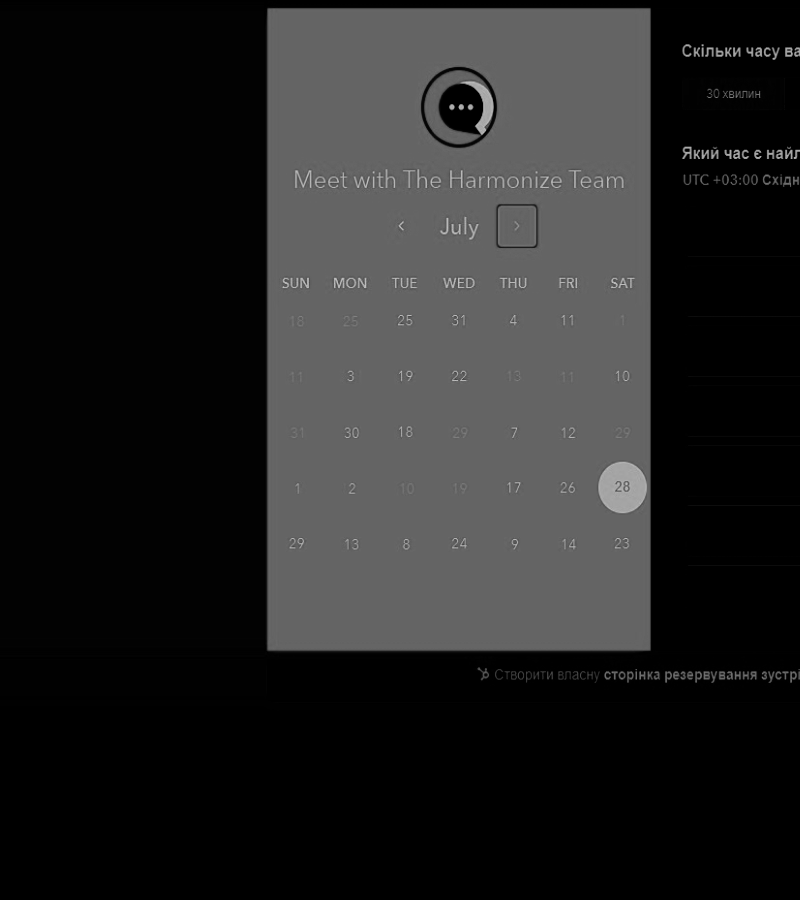 Meet with The Harmonize Team
July
SUN MON TUE WED THU FRI SAT
18 25 25 31 4 11 1
11 3 19 22 13 11 10
31 30 18 29 7 12 29
1 2 10 19 17 26 28
29 13 8 24 9 14 23
Скільки часу ва
30 хвилин
Який час є найл
UTC +03:00 Східн
Створити власну сторінка резервування зустрі